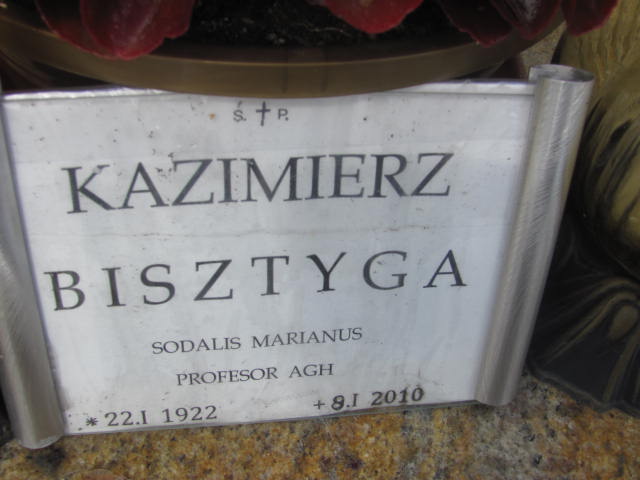 Ś. † P.
KAZIMIERZ
BISZTYGA
SODALIS MARIANUS
PROFESOR AGH
* 22.I 1922 + 8.I 2010